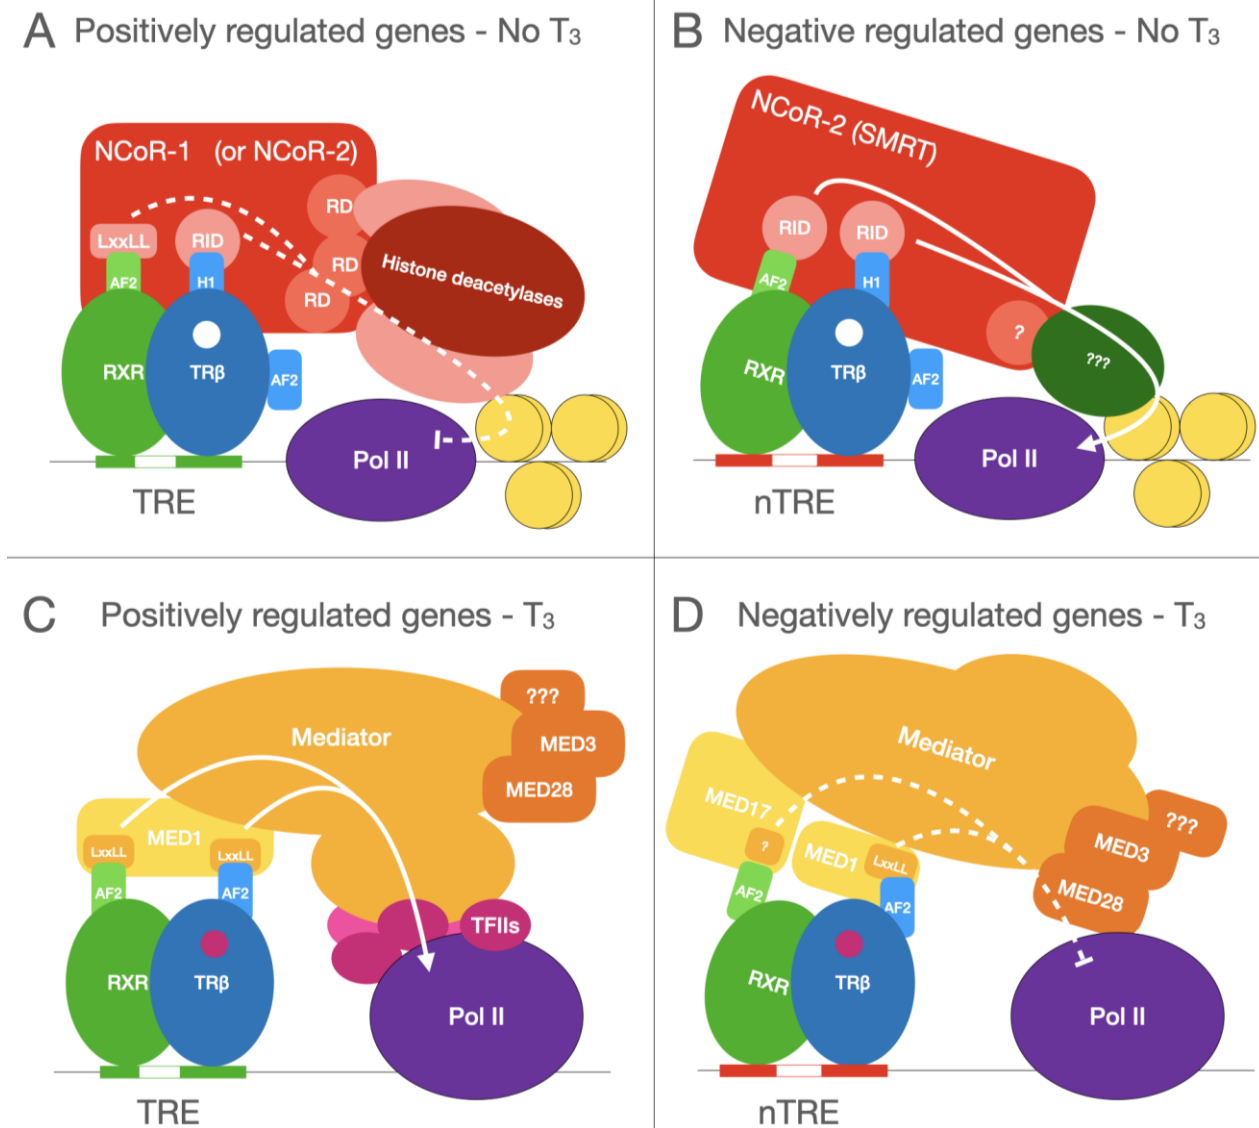 A Positively regulated genes - No T₃
NCoR-1 (or NCoR-2)
RD
LxxLL
RID
RD
Histone deacetylases
AF2
H1
RD
RXR
TRβ
AF2
Pol II
TRE
B Negative regulated genes - No T₃
NCoR-2 (SMRT)
RID
RID
AF2
H1
?
???
RXR
TRβ
AF2
Pol II
nTRE
C Positively regulated genes - T₃
???
Mediator
MED3
MED28
MED1
LxxLL
LxxLL
AF2
AF2
TFIIs
RXR
TRβ
Pol II
TRE
D Negatively regulated genes - T₃
Mediator
MED17
???
MED3
?
MED1
LxxLL
MED28
AF2
AF2
RXR
TRβ
Pol II
nTRE